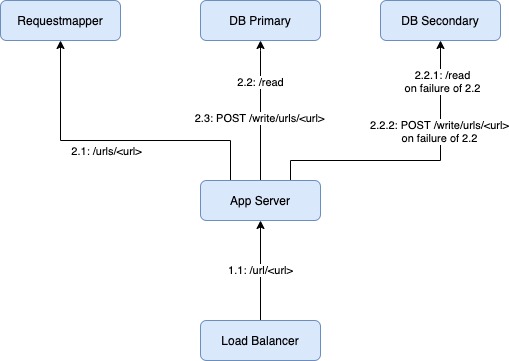 Requestmapper
DB Primary
DB Secondary
2.2: /read
2.2.1: /read
on failure of 2.2
2.3: POST /write/urls/<url>
2.2.2: POST /write/urls/<url>
on failure of 2.2
2.1: /urls/<url>
App Server
1.1: /url/<url>
Load Balancer